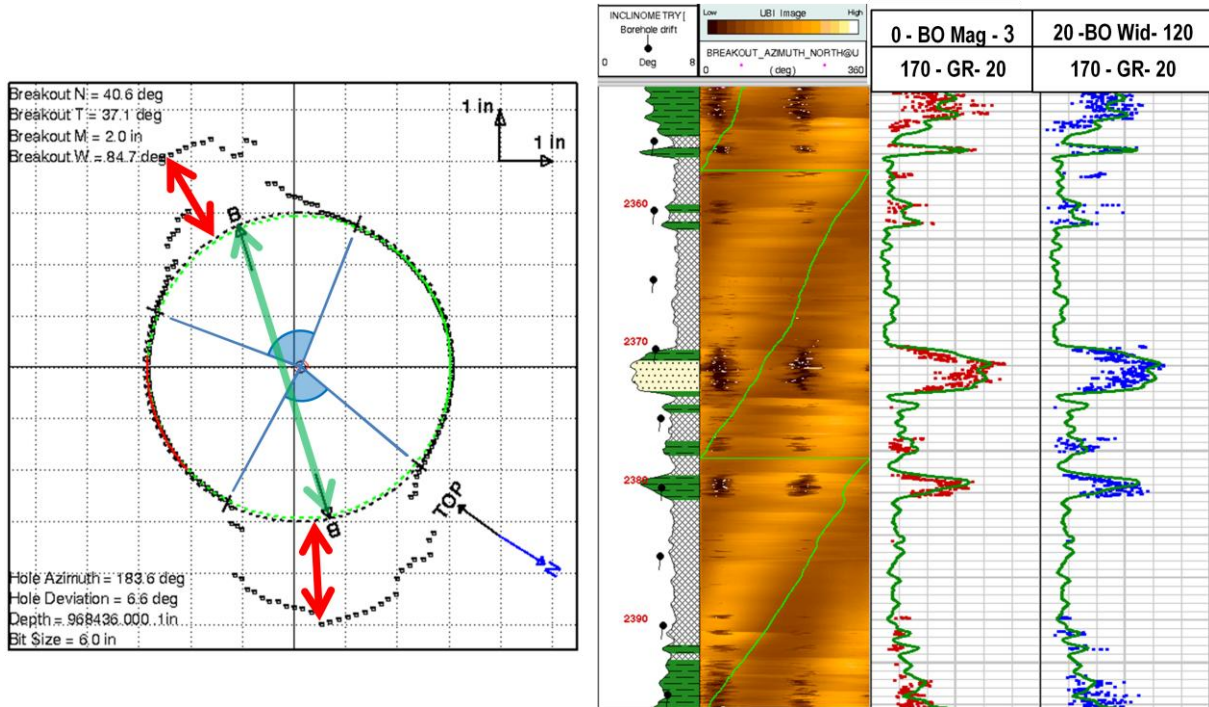 Breakout N = 40.6 deg
Breakout T = 37.1 deg
Breakout M = 2.0 in
Breakout W = 84.7 deg
1 in
1 in
B
B
TOP
N
Hole Azimuth = 183.6 deg
Hole Deviation = 6.6 deg
Depth = 968436.000 .1in
Bit Size = 6.0 in
INCLINOMETRY [
Borehole drift
0 Deg 8
Low UBI Image High
BREAKOUT_AZIMUTH_NORTH@U
0 (deg) 360
0 - BO Mag - 3
170 - GR- 20
20 -BO Wid- 120
170 - GR- 20
2360
2370
2380
2390